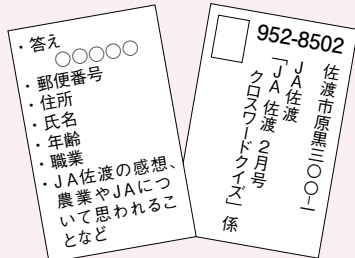 ・答え
○○○○○
・郵便番号
・住所
・氏名
・年齢
・職業
・JA佐渡の感想、
農業やJAにつ
いて思われるこ
となど
952-8502
佐渡市原黒三〇〇-一
JA佐渡
「JA佐渡 2月号
クロスワードクイズ」係